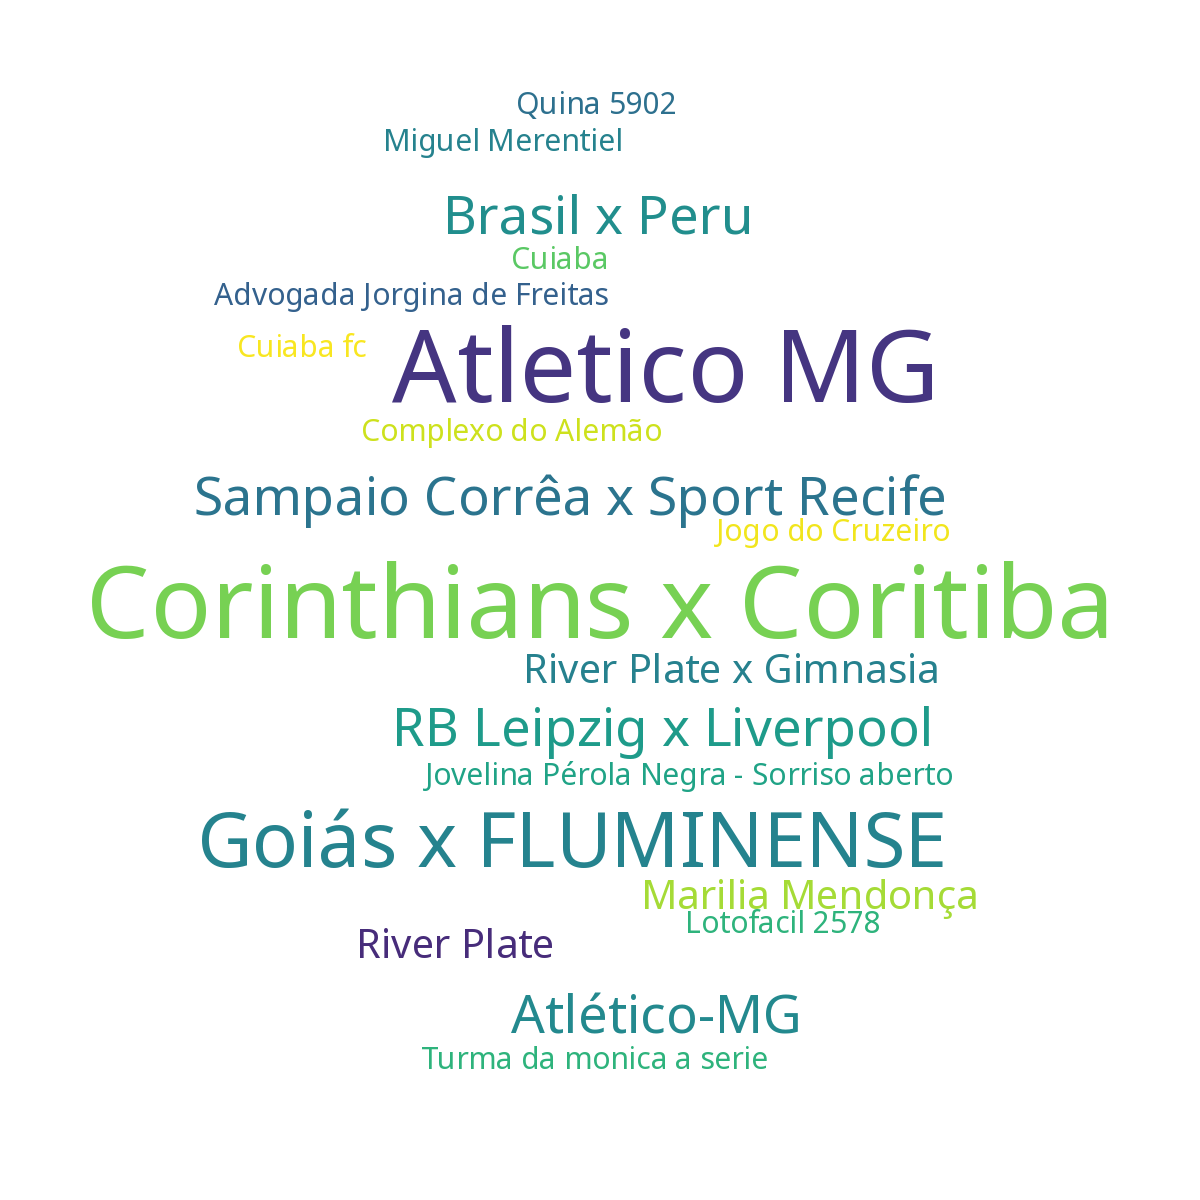 Quina 5902
Miguel Merentiel
Brasil x Peru
Cuiaba
Advogada Jorgina de Freitas
Cuiaba fc
Atletico MG
Complexo do Alemão
Sampaio Corrêa x Sport Recife
Jogo do Cruzeiro
Corinthians x Coritiba
River Plate x Gimnasia
RB Leipzig x Liverpool
Jovelina Pérola Negra - Sorriso aberto
Goiás x FLUMINENSE
Marilia Mendonça
Lotofacil 2578
River Plate
Atlético-MG
Turma da monica a serie